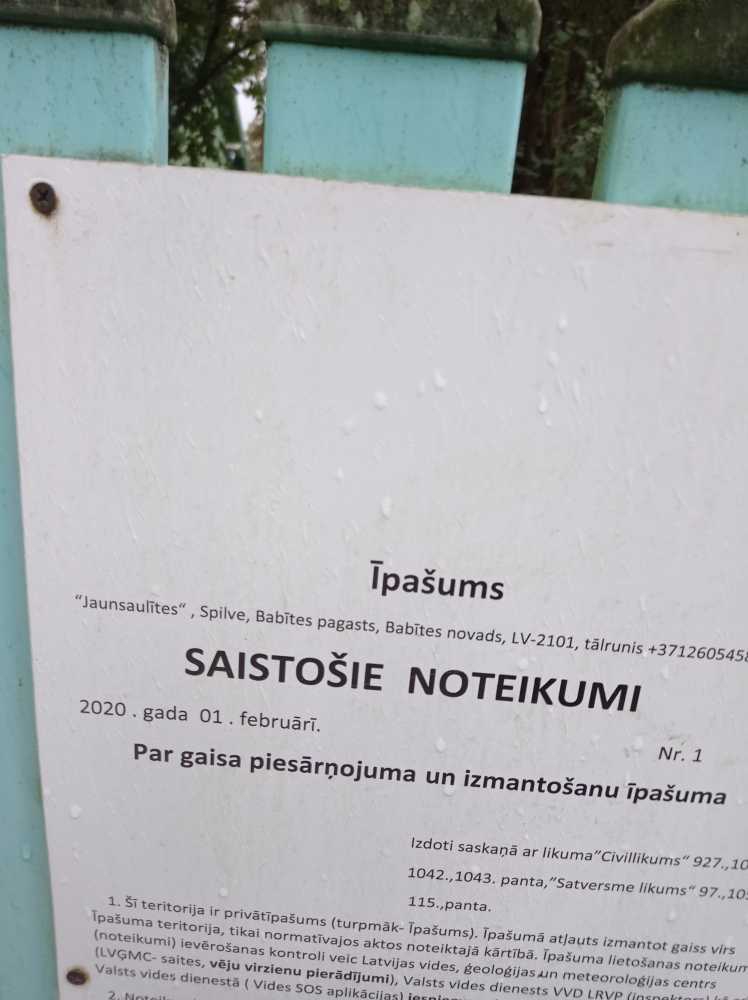 Īpašums
"Jaunsaulītes" , Spilve, Babītes pagasts, Babītes novads, LV-2101, tālrunis
SAISTOŠIE NOTEIKUMI
2020 . gada 01 . februārī.
Nr. 1
Par gaisa piesārņojuma un izmantošanu īpašuma
Izdoti saskaņā ar likuma”Civillikums“ 927.,
1042.,1043. panta,”Satversme likums“ 97.,
115.,panta.
1. Šī teritorija ir privātīpašums (turpmāk- Īpašums). Īpašumā atļauts izmantot gaiss virs
Īpašuma teritorija, tikai normatīvajos aktos noteiktajā kārtībā. Īpašuma lietošanas
(noteikumi) ievērošanas kontroli veic Latvijas vides, ģeoloģijas un meteoroloģijas centrs
(LVĢMC- saites, vēju virzienu pierādījumi), Valsts vides dienests VVD LRVP
Valsts vides dienestā ( Vides SOS aplikācijas)
2.